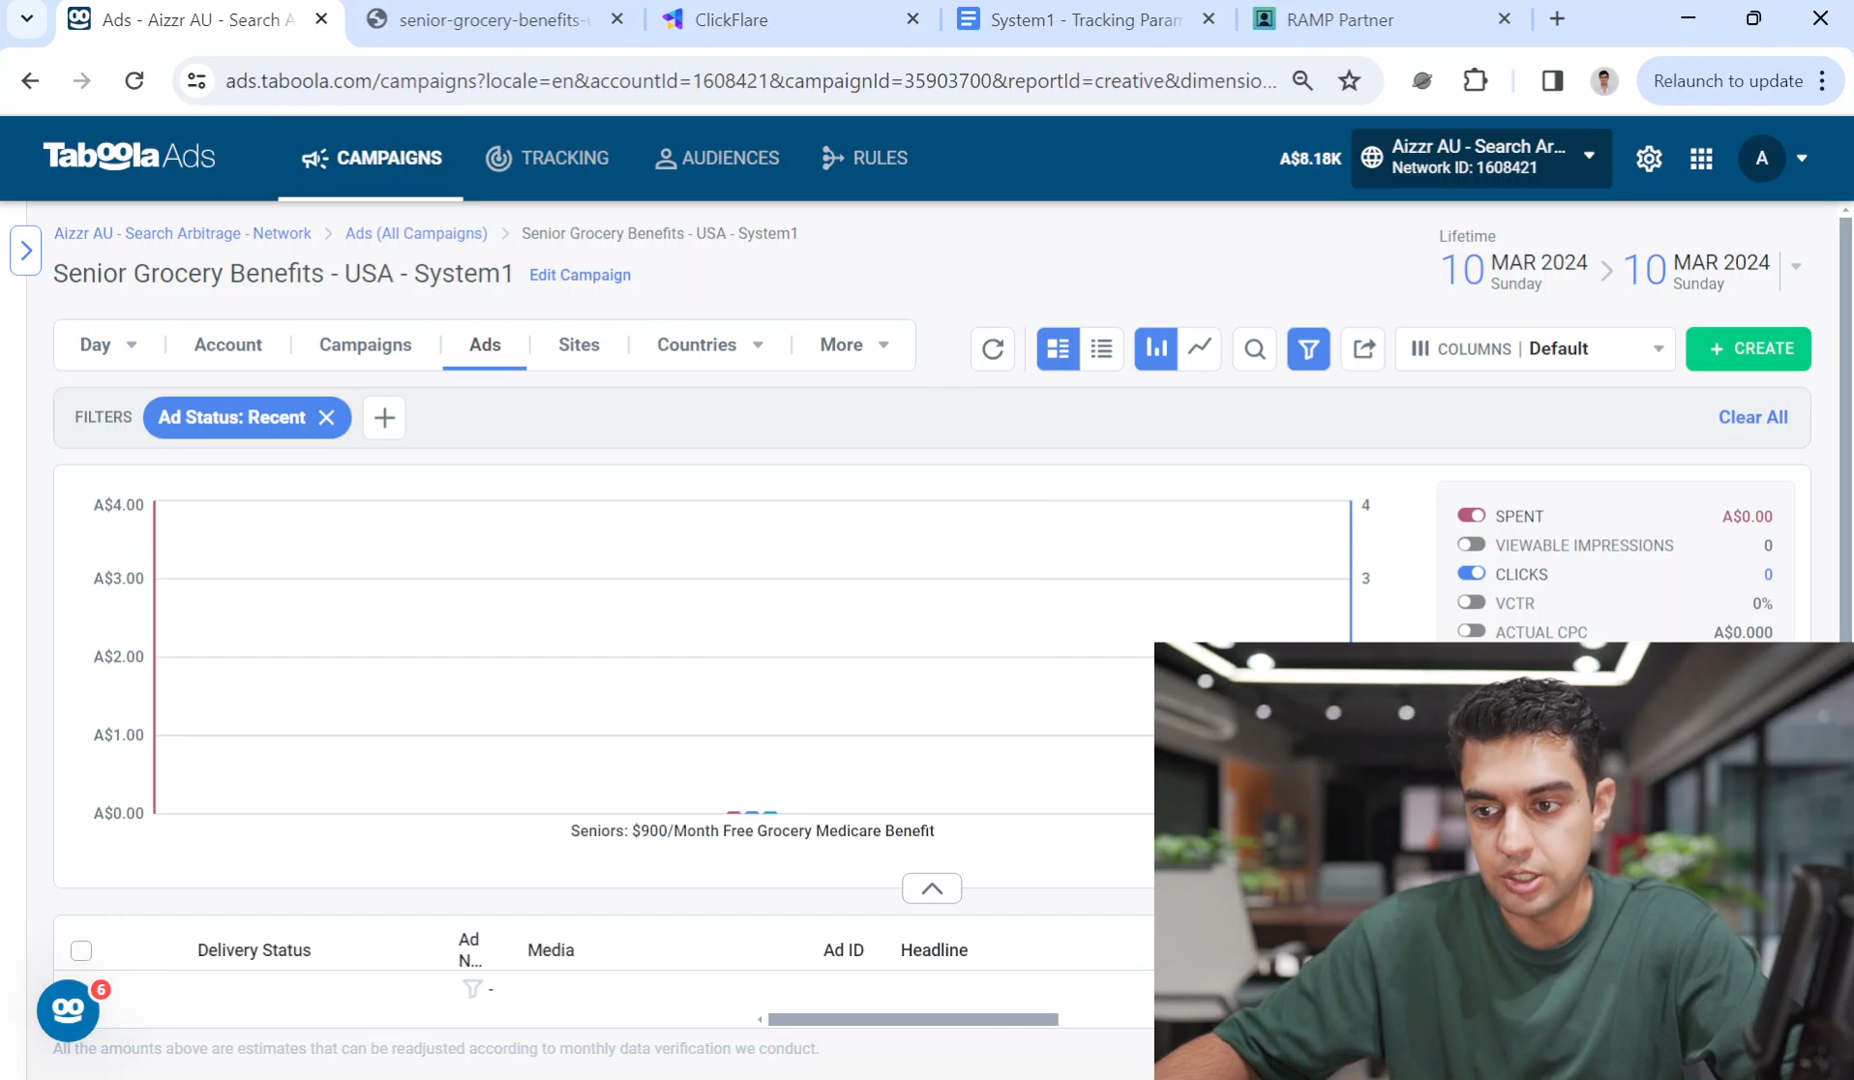 Ads - Aizzr AU - Search A
senior-grocery-benefits-u
ClickFlare
System1 - Tracking Param
RAMP Partner
ads.taboola.com/campaigns?locale=en&accountId=1608421&campaignId=35903700&reportId=creative&dimensio...
Relaunch to update
Taboola Ads
CAMPAIGNS
TRACKING
AUDIENCES
RULES
A$8.18K
Aizzr AU - Search Ar...
Network ID: 1608421
A
Aizzr AU - Search Arbitrage - Network
Ads (All Campaigns)
Senior Grocery Benefits - USA - System1
Senior Grocery Benefits - USA - System1
Edit Campaign
Lifetime
10 MAR 2024
Sunday
10 MAR 2024
Sunday
Day
Account
Campaigns
Ads
Sites
Countries
More
COLUMNS | Default
+ CREATE
FILTERS
Ad Status: Recent
Clear All
A$4.00
A$3.00
A$2.00
A$1.00
A$0.00
4
3
Seniors: $900/Month Free Grocery Medicare Benefit
SPENT A$0.00
VIEWABLE IMPRESSIONS 0
CLICKS 0
VCTR 0%
ACTUAL CPC A$0.000
Delivery Status
Ad
N...
Media
Ad ID
Headline
-
6
All the amounts above are estimates that can be readjusted according to monthly data verification we conduct.